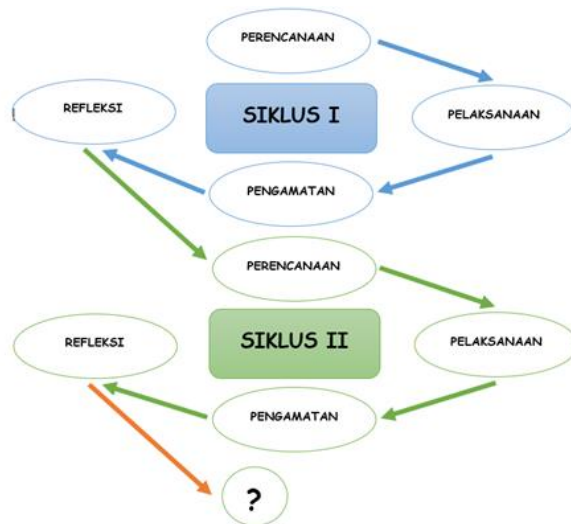 PERENCANAAN
REFLEKSI
SIKLUS I
PELAKSANAAN
PENGAMATAN
PERENCANAAN
REFLEKSI
SIKLUS II
PELAKSANAAN
PENGAMATAN
?